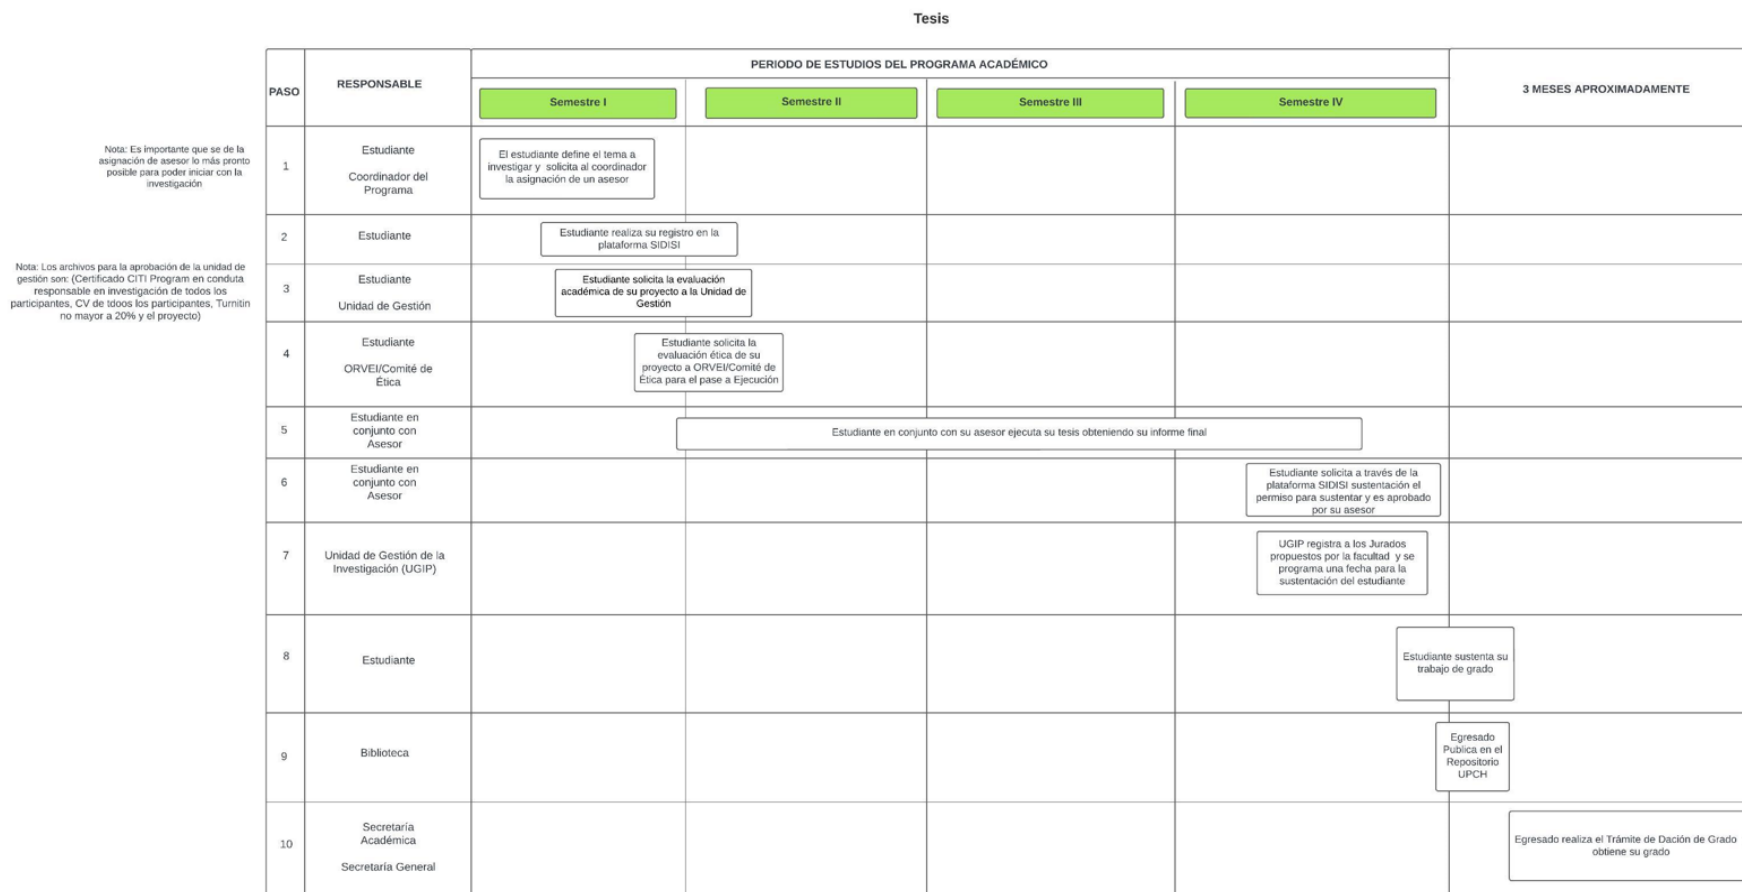 Tesis
PASO
RESPONSABLE
PERIODO DE ESTUDIOS DEL PROGRAMA ACADÉMICO
3 MESES APROXIMADAMENTE
Semestre I
Semestre II
Semestre III
Semestre IV
Nota: Es importante que se de la
asignación de asesor lo más pronto
posible para poder iniciar con la
investigación
1
Estudiante
Coordinador del
Programa
El estudiante define el tema a
investigar y solicita al coordinador
la asignación de un asesor
2
Estudiante
Estudiante realiza su registro en la
plataforma SIDISI
Nota: Los archivos para la aprobación de la unidad de
gestión son: (Certificado CITI Program en conduta
responsable en investigación de todos los
participantes, CV de tdoos los participantes, Turnitin
no mayor a 20% y el proyecto)
3
Estudiante
Unidad de Gestión
Estudiante solicita la evaluación
académica de su proyecto a la Unidad de
Gestión
4
Estudiante
ORVEI/Comité de
Ética
Estudiante solicita la
evaluación ética de su
proyecto a ORVEI/Comité de
Ética para el pase a Ejecución
5
Estudiante en
conjunto con
Asesor
Estudiante en conjunto con su asesor ejecuta su tesis obteniendo su informe final
6
Estudiante en
conjunto con
Asesor
Estudiante solicita a través de la
plataforma SIDISI sustentación el
permiso para sustentar y es aprobado
por su asesor
7
Unidad de Gestión de la
Investigación (UGIP)
UGIP registra a los Jurados
propuestos por la facultad y se
programa una fecha para la
sustentación del estudiante
8
Estudiante
Estudiante sustenta su
trabajo de grado
9
Biblioteca
Egresado
Publica en el
Repositorio
UPCH
10
Secretaría
Académica
Secretaría General
Egresado realiza el Trámite de Dación de Grado
obtiene su grado